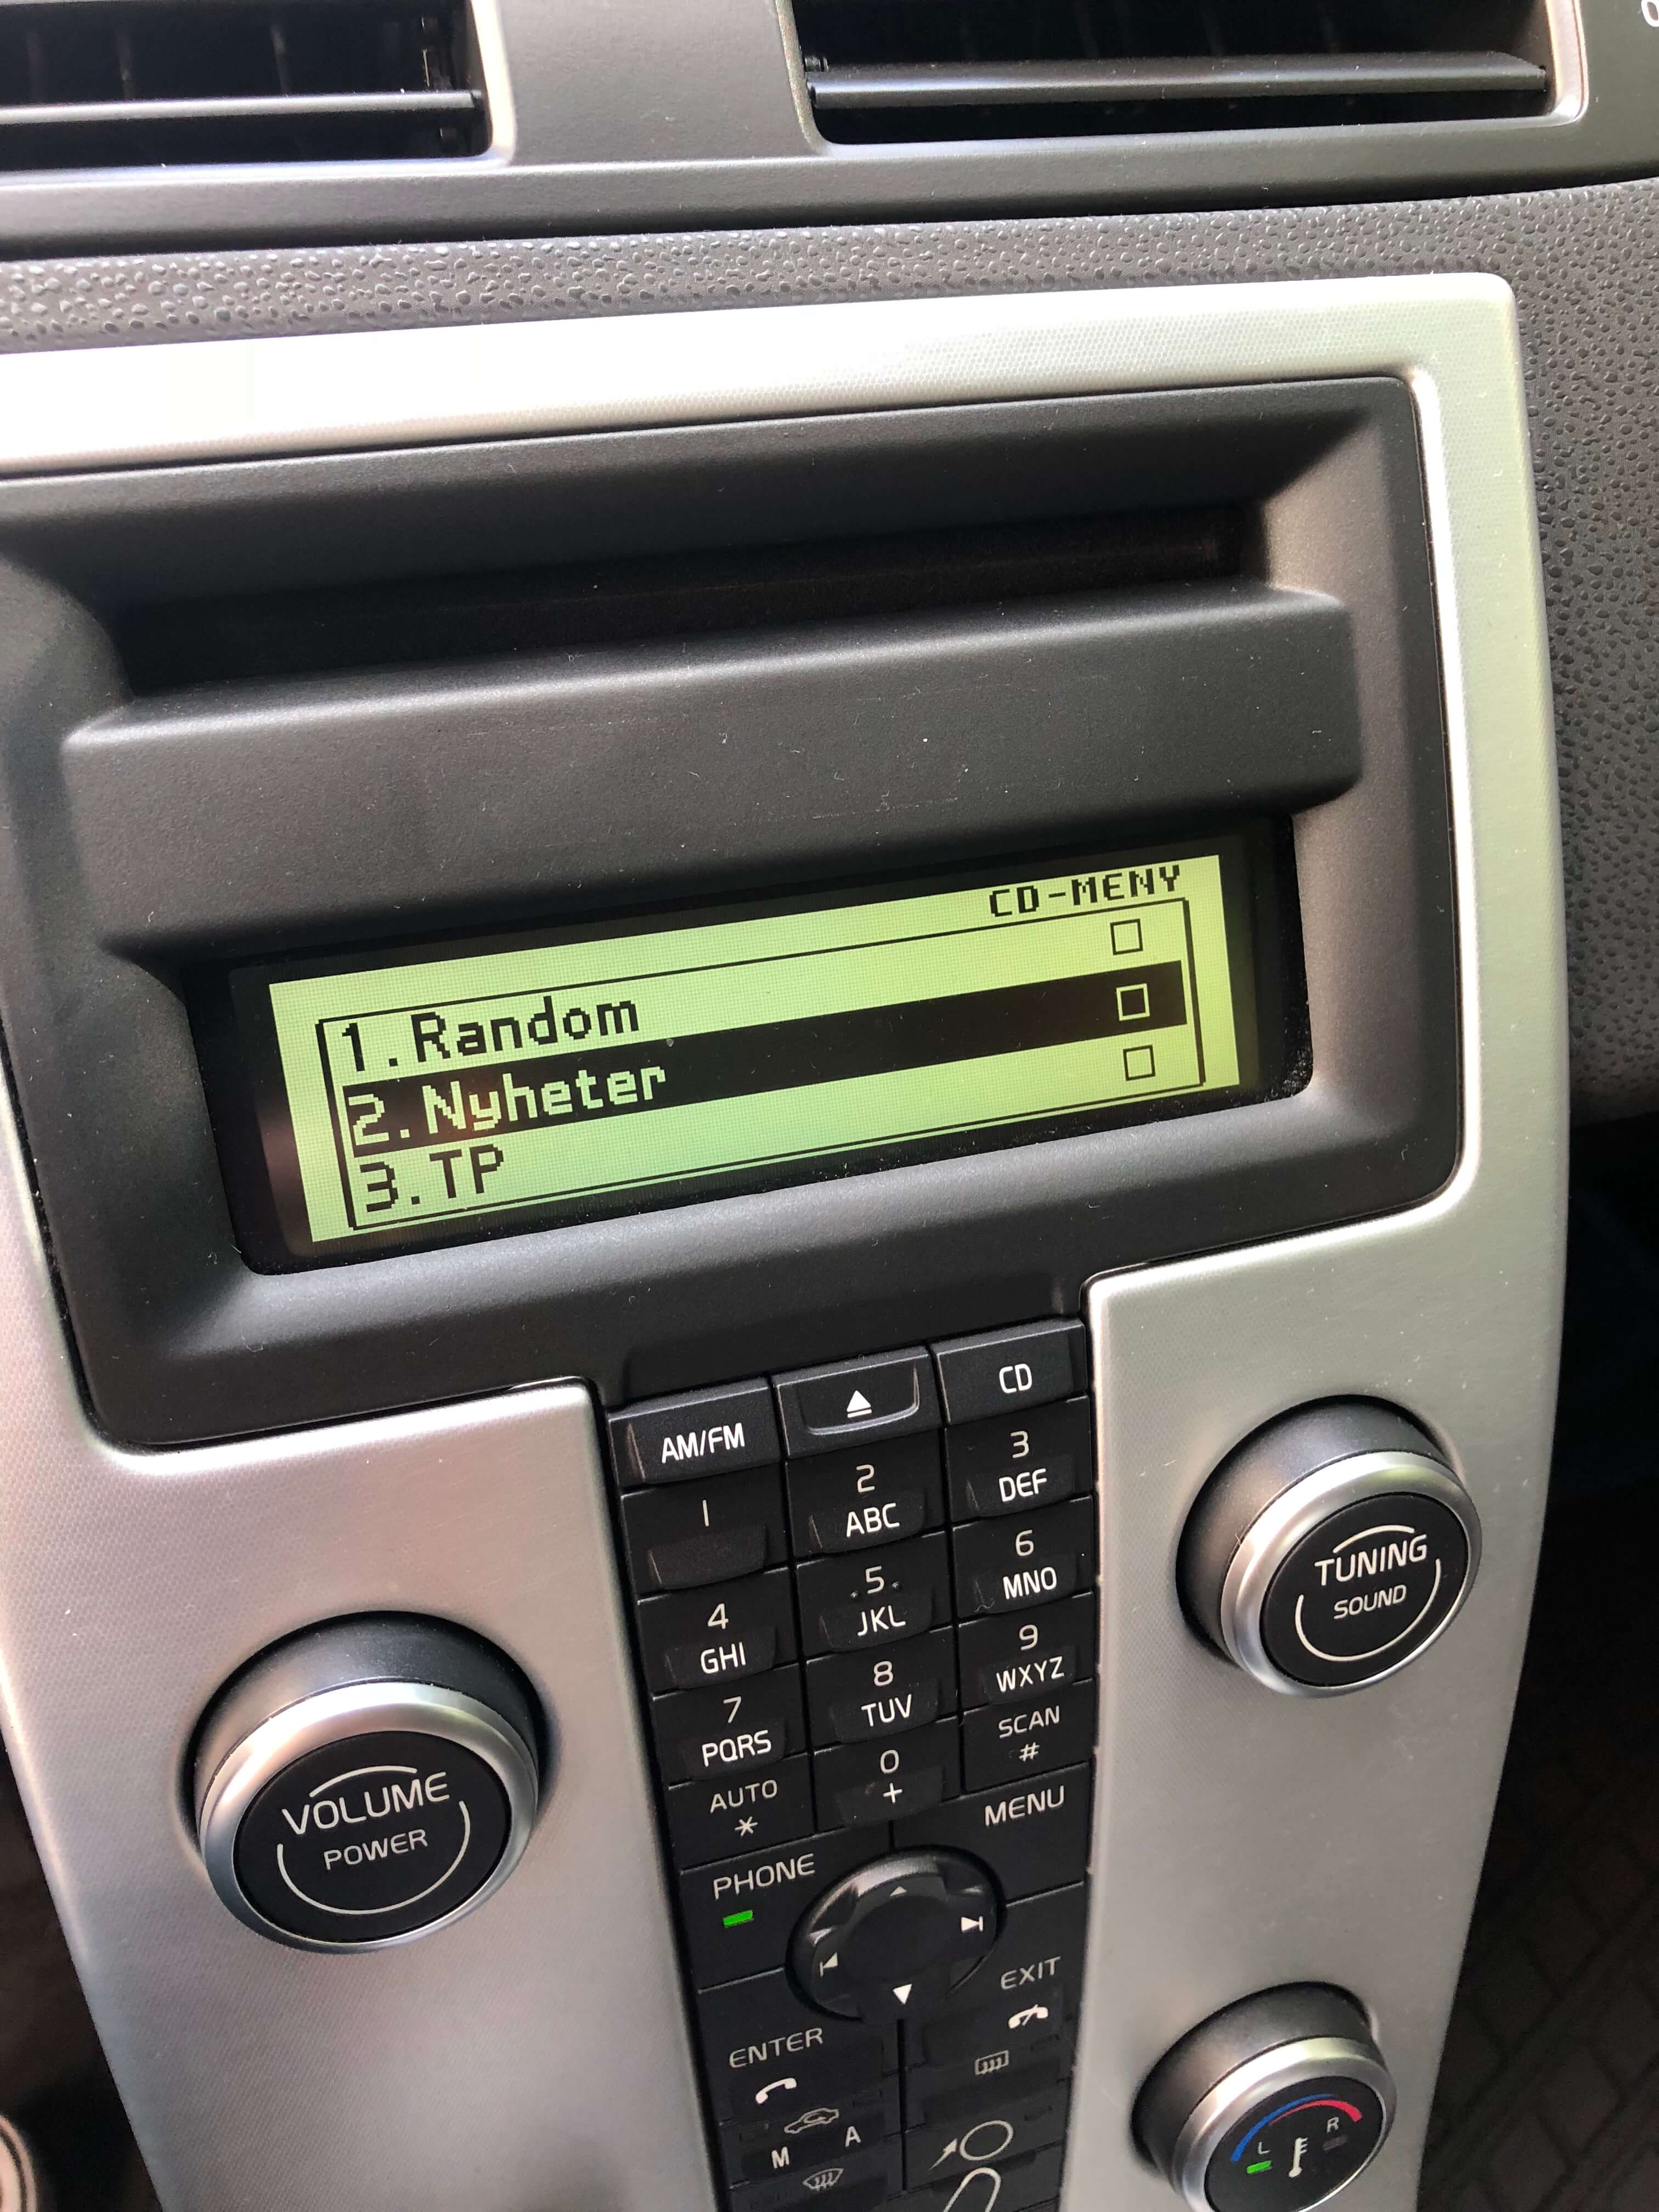 CD-MENY
1.Random
2.Nyheter
3.TP
AM/FM
CD
1
2
ABC
3
DEF
4
GHI
5
JKL
6
MNO
7
PQRS
8
TUV
9
WXYZ
AUTO
*
0
+
SCAN
#
MENU
PHONE
EXIT
ENTER
M
A
VOLUME
POWER
TUNING
SOUND
L
R